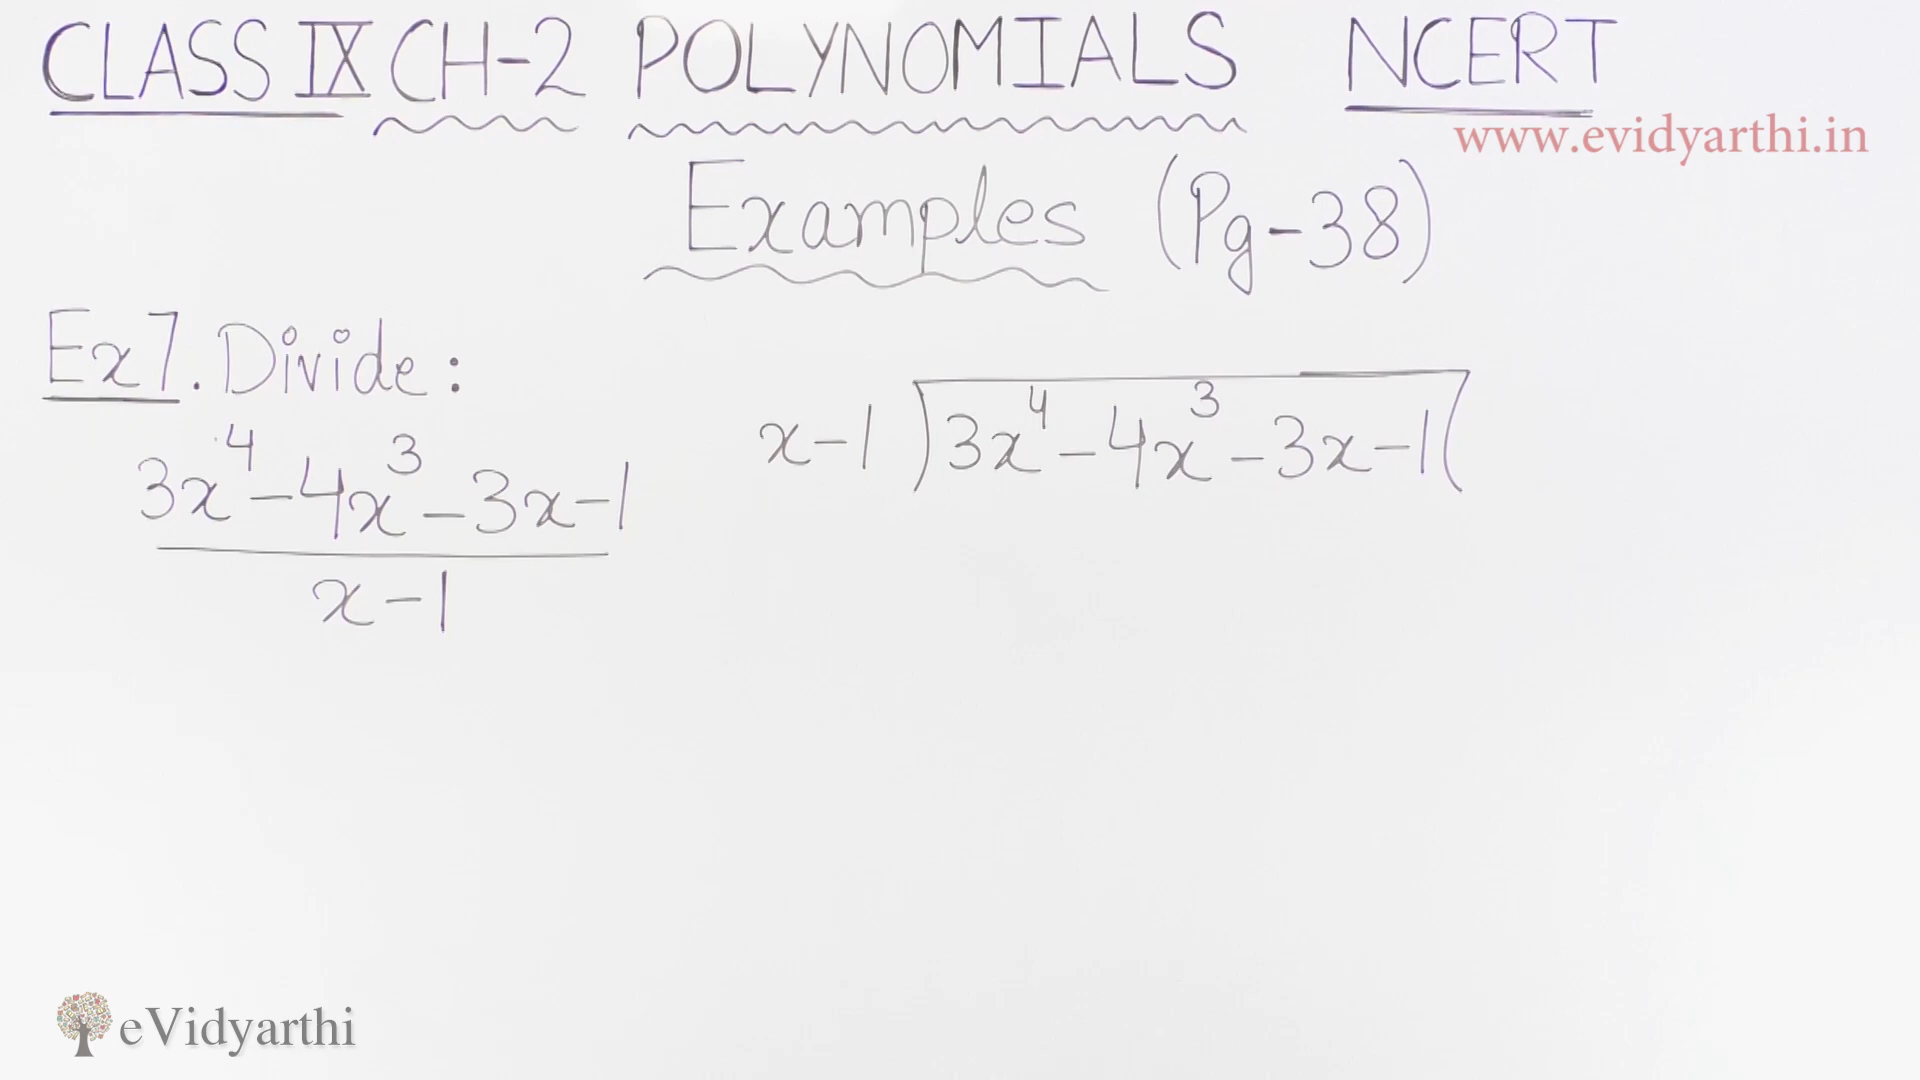 CLASS IX CH-2 POLYNOMIALS NCERT
www.evidyarthi.in
Examples (Pg-38)
Ex7. Divide:
3x⁴-4x³-3x-1
x-1
x-1)3x⁴-4x³-3x-1(
eVidyarthi